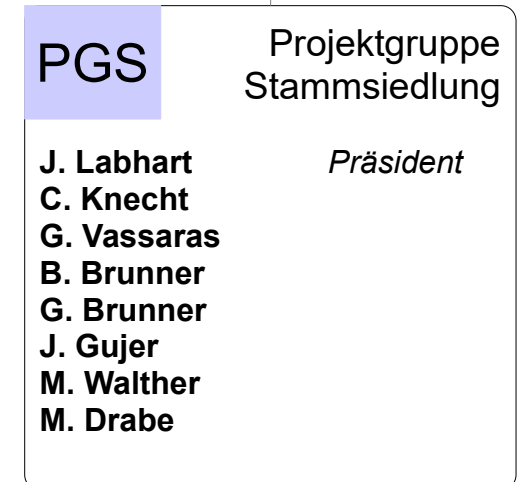 PGS
Projektgruppe
Stammsiedlung
J. Labhart Präsident
C. Knecht
G. Vassaras
B. Brunner
G. Brunner
J. Gujer
M. Walther
M. Drabe